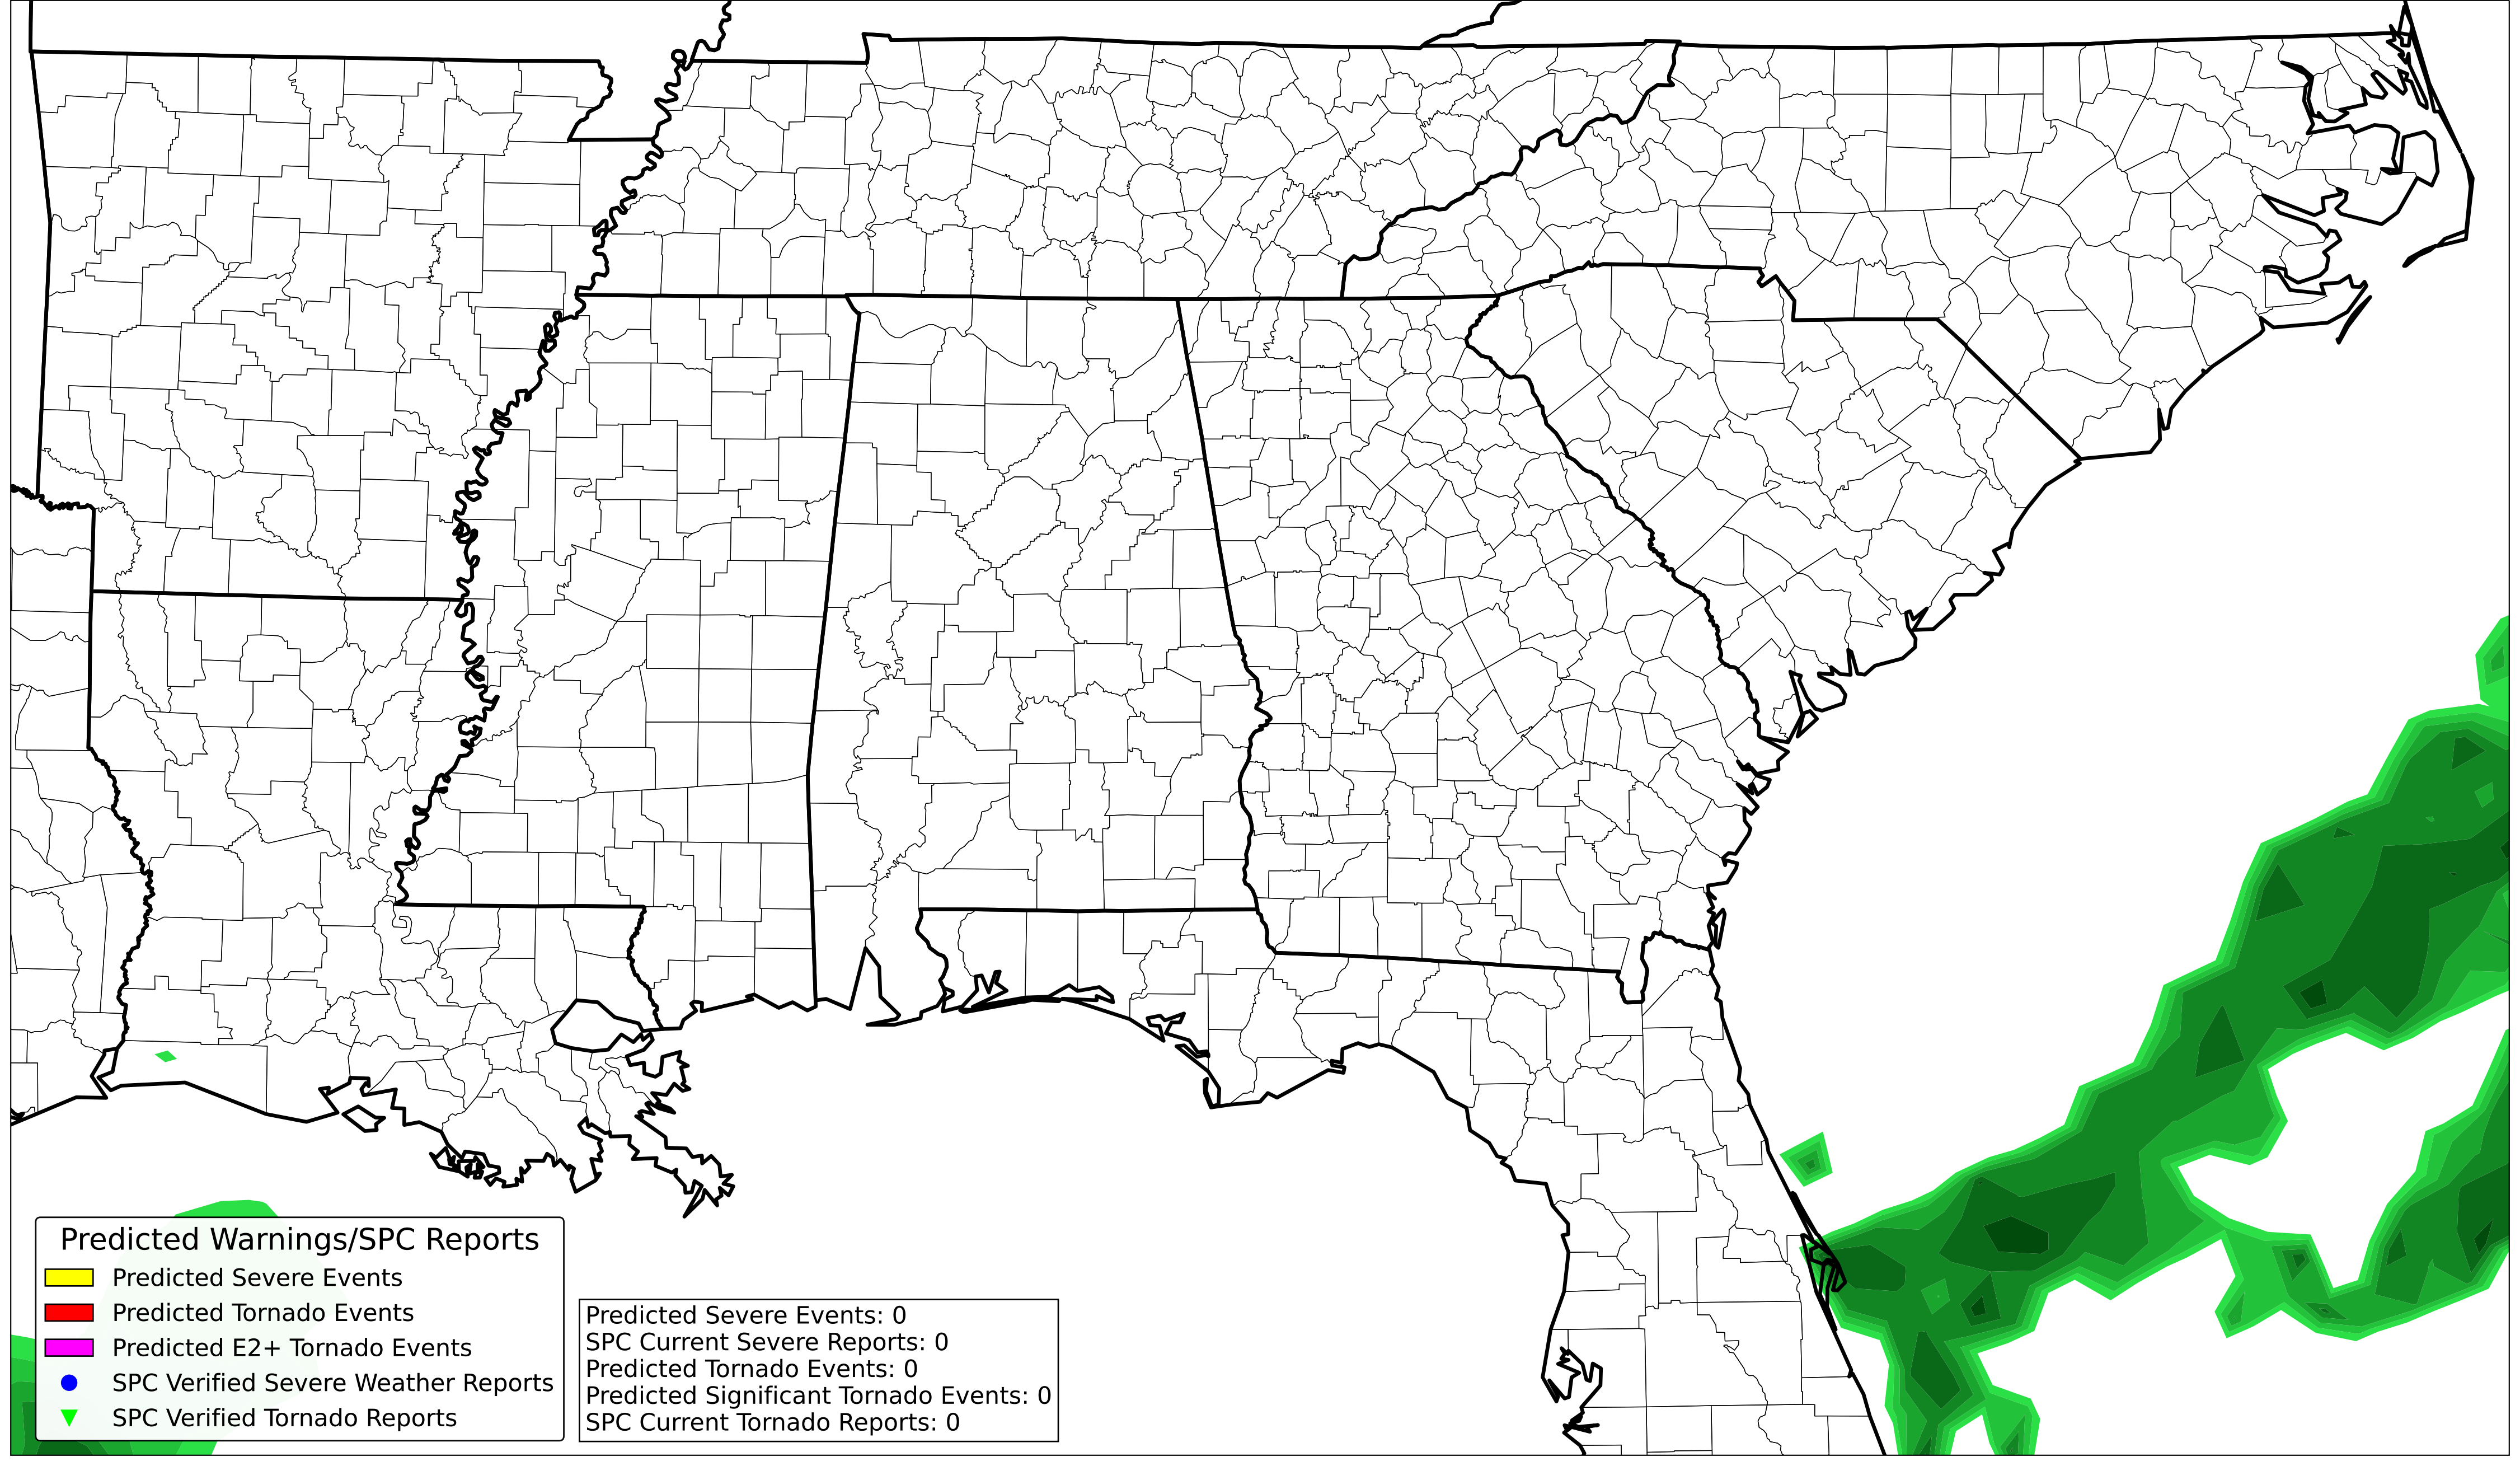 Predicted Warnings/SPC Reports
Predicted Severe Events
Predicted Tornado Events
Predicted E2+ Tornado Events
SPC Verified Severe Weather Reports
SPC Verified Tornado Reports
Predicted Severe Events: 0
SPC Current Severe Reports: 0
Predicted Tornado Events: 0
Predicted Significant Tornado Events: 0
SPC Current Tornado Reports: 0